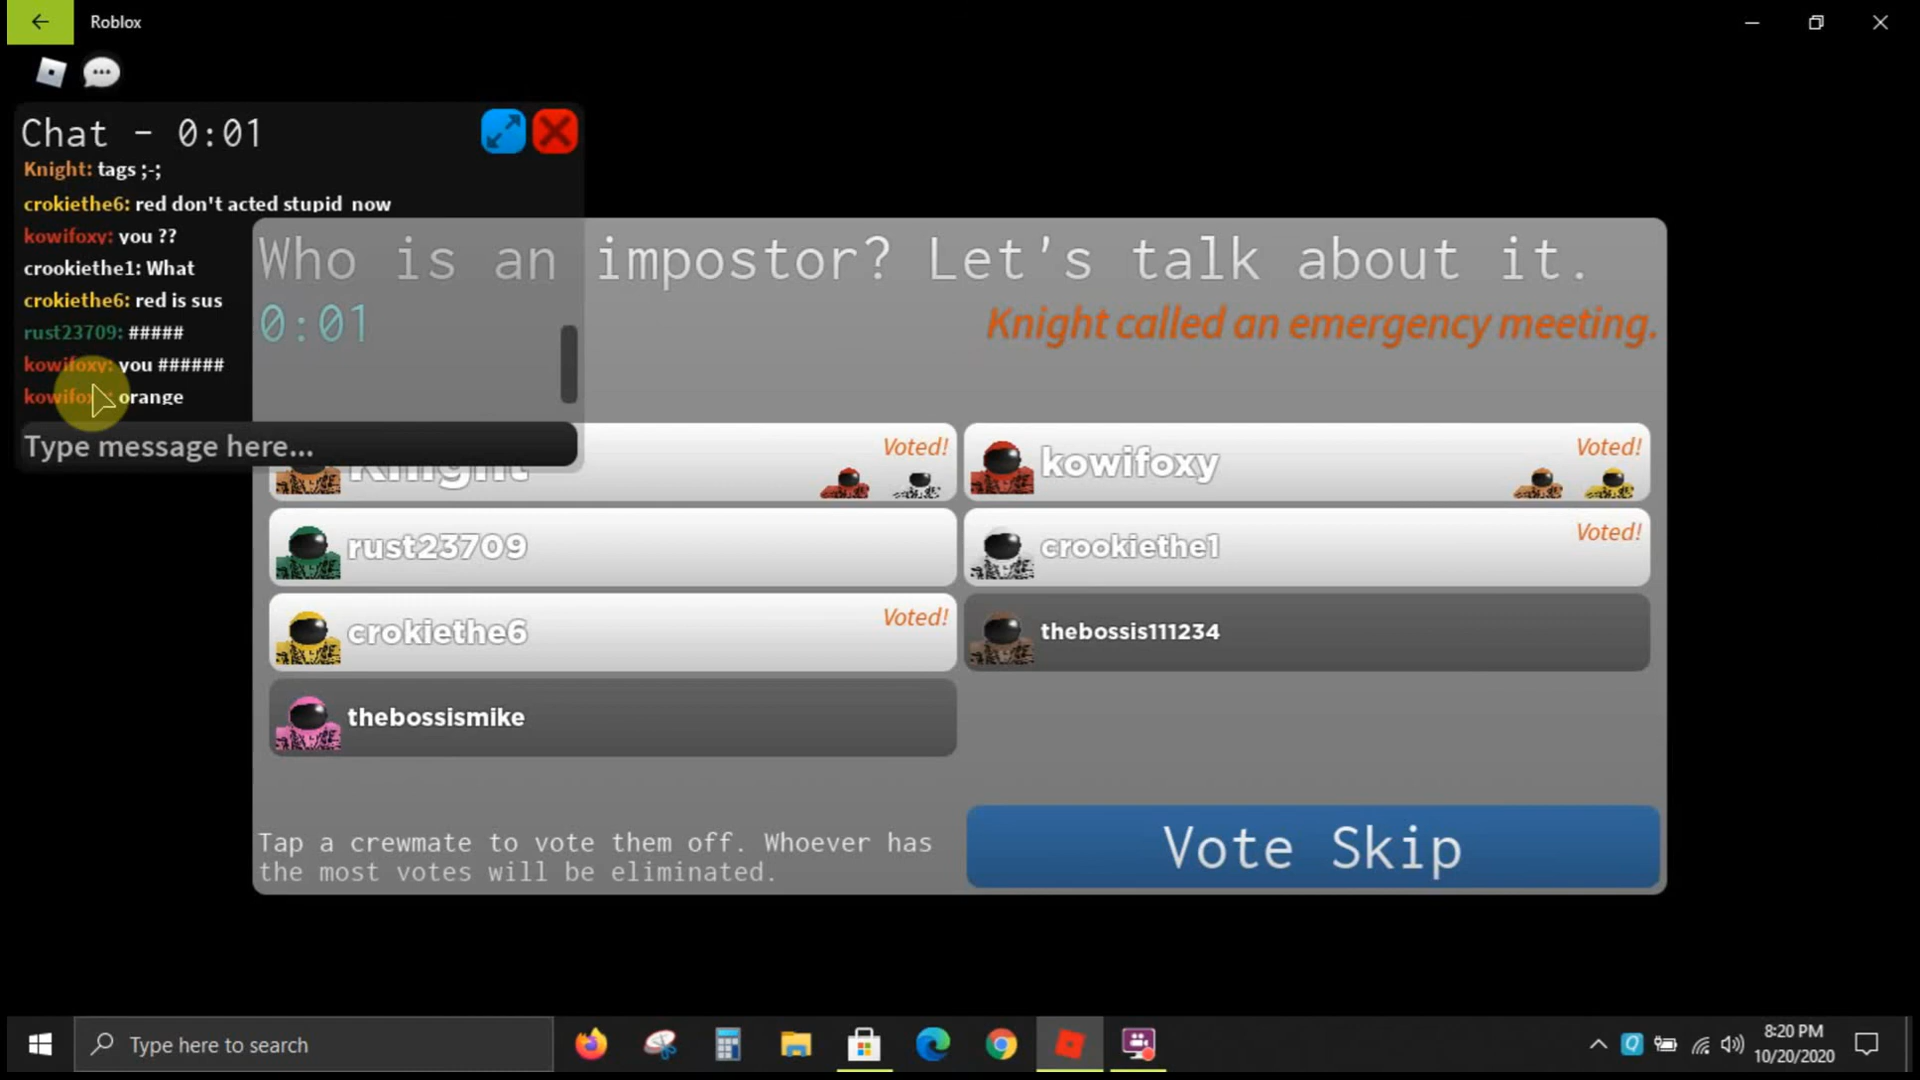 Roblox
Chat - 0:01
Knight: tags ;-;
crokiethe6: red don't acted stupid now
kowifoxy: you ??
crookiethe1: What
crokiethe6: red is sus
rust23709: #####
kowifoxy: you ######
kowifoxy: orange
Type message here...
Who is an impostor? Let's talk about it.
0:01
Knight called an emergency meeting.
Knight
Voted!
kowifoxy
Voted!
rust23709
crookiethe1
Voted!
crokiethe6
Voted!
thebossis111234
thebossismike
Tap a crewmate to vote them off. Whoever has
the most votes will be eliminated.
Vote Skip
Type here to search
8:20 PM
10/20/2020